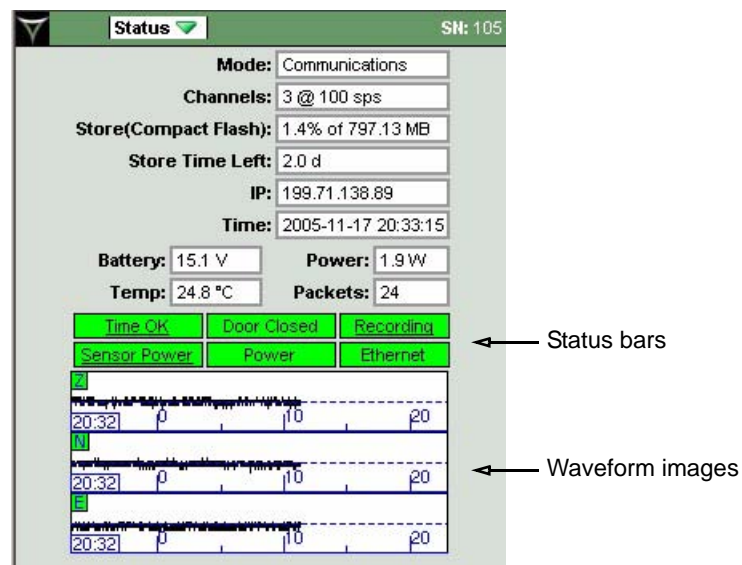 Status SN: 105
Mode: Communications
Channels: 3 @ 100 sps
Store(Compact Flash): 1.4% of 797.13 MB
Store Time Left: 2.0 d
IP: 199.71.138.89
Time: 2005-11-17 20:33:15
Battery: 15.1 V Power: 1.9 W
Temp: 24.8 °C Packets: 24
Time OK Door Closed Recording
Sensor Power Power Ethernet
Status bars
Z
20:32 0 10 20
N
Waveform images
20:32 0 10 20
E
20:32 0 10 20